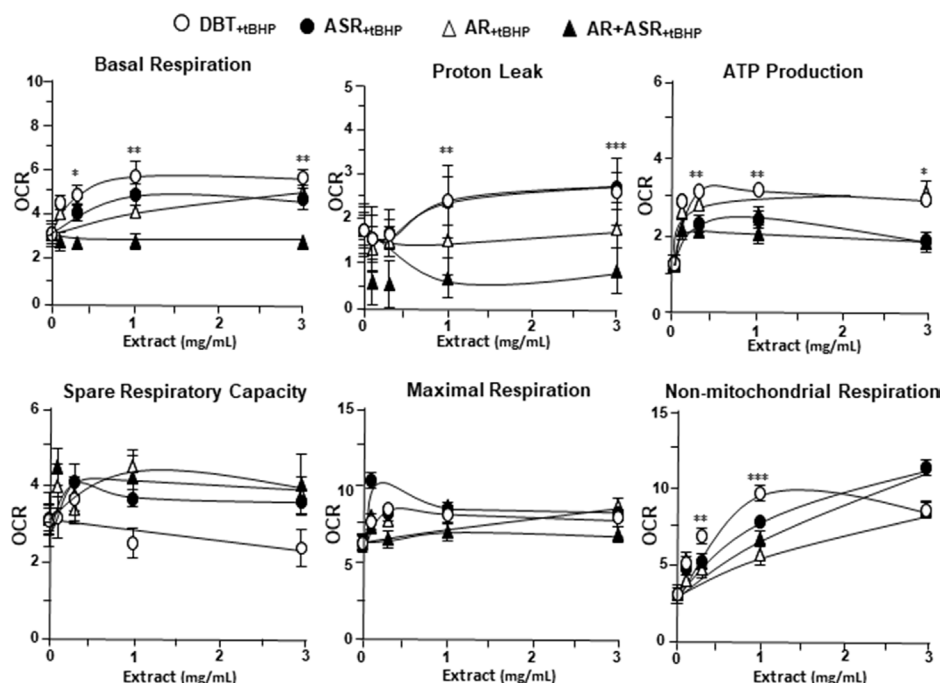 DBT+tBHP ASR+tBHP AR+tBHP AR+ASR+tBHP
Basal Respiration Proton Leak ATP Production
10
8
6
4
2
0
OCR
* ** **
0 1 2 3
Extract (mg/mL)
5
4
3
2
1
0
OCR
** ***
0 1 2 3
Extract (mg/mL)
6
4
2
0
OCR
** ** *
0 1 2 3
Extract (mg/mL)
Spare Respiratory Capacity Maximal Respiration Non-mitochondrial Respiration
6
4
2
0
OCR
0 1 2 3
Extract (mg/mL)
15
10
5
0
OCR
0 1 2 3
Extract (mg/mL)
15
10
5
0
OCR
** ***
0 1 2 3
Extract (mg/mL)